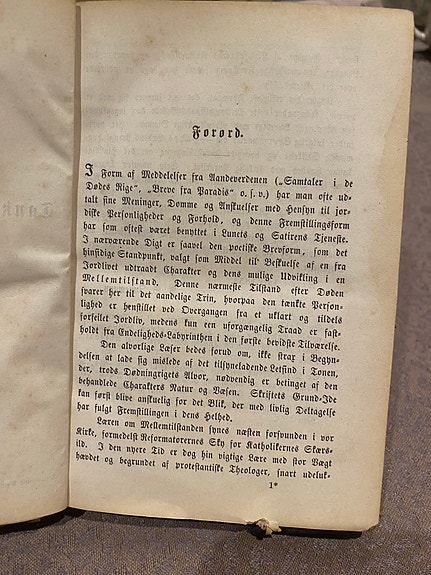 Forord.
I Form af Meddelelser fra Aandeverdenen („Samtaler i de
Dødes Rige“, „Breve fra Paradis“ o. s. v.) har man ofte ud-
talt sine Meninger, Domme og Anskuelser med Hensyn til jor-
diske Personligheder og Forhold, og denne Fremstillingsform
har som oftest været benyttet i Lunets og Satirens Tjeneste.
I nærværende Digt er saavel den poetiske Brevform, som det
hinsidige Standpunkt, valgt som Middel til Beskuelse af en fra
Jordlivet uddraadt Charakter og dens mulige Udvikling i en
Mellemtilstand. Denne nærmeste Tilstand efter Døden
svarer her til det aandelige Trin, hvorpaa den tænkte Person-
lighed er henstillet ved Overgangen fra et uklart og tildels
forfeilet Jordliv, medens kun en uforgængelig Traad er fast-
holdt fra Endeligheds-Labyrinthen i den første bevidste Tilværelse.
Den alvorlige Læser bedes forud om, ikke strax i Begyn-
delsen at lade sig mislede af det tilsyneladende Letsind i Tonen,
der, trods Dødningrigets Alvor, nødvendig er betinget af den
behandlede Charakters Natur og Væsen. Skriftets Grund-Ide
kan først blive anskuelig for det Blik, der med livlig Deltagelse
har fulgt Fremstillingen i dens Helhed.
Læren om Mellemtilstanden synes næsten forsvunden i vor
Kirke, formedelst Reformatorernes Sky for Katholikernes Skærs-
ild. I den nyere Tid er dog hin vigtige Lære med stor Vægt
hævdet og begrundet af protestantiske Theologer, snart udeluk-
1*